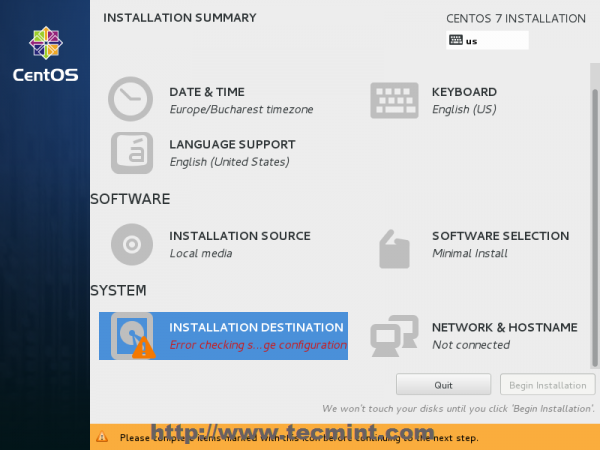 INSTALLATION SUMMARY
CENTOS 7 INSTALLATION
us
CentOS
DATE & TIME
Europe/Bucharest timezone
KEYBOARD
English (US)
LANGUAGE SUPPORT
English (United States)
SOFTWARE
INSTALLATION SOURCE
Local media
SOFTWARE SELECTION
Minimal Install
SYSTEM
INSTALLATION DESTINATION
Error checking s...ge configuration
NETWORK & HOSTNAME
Not connected
Quit
Begin Installation
We won't touch your disks until you click 'Begin Installation'.
http://www.tecmint.com
Please complete items marked with this icon before continuing to the next step.